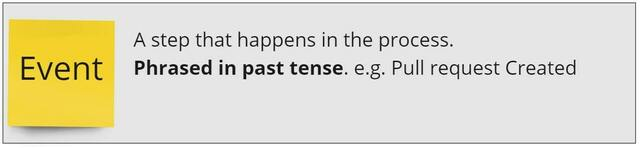 Event
A step that happens in the process.
Phrased in past tense. e.g. Pull request Created